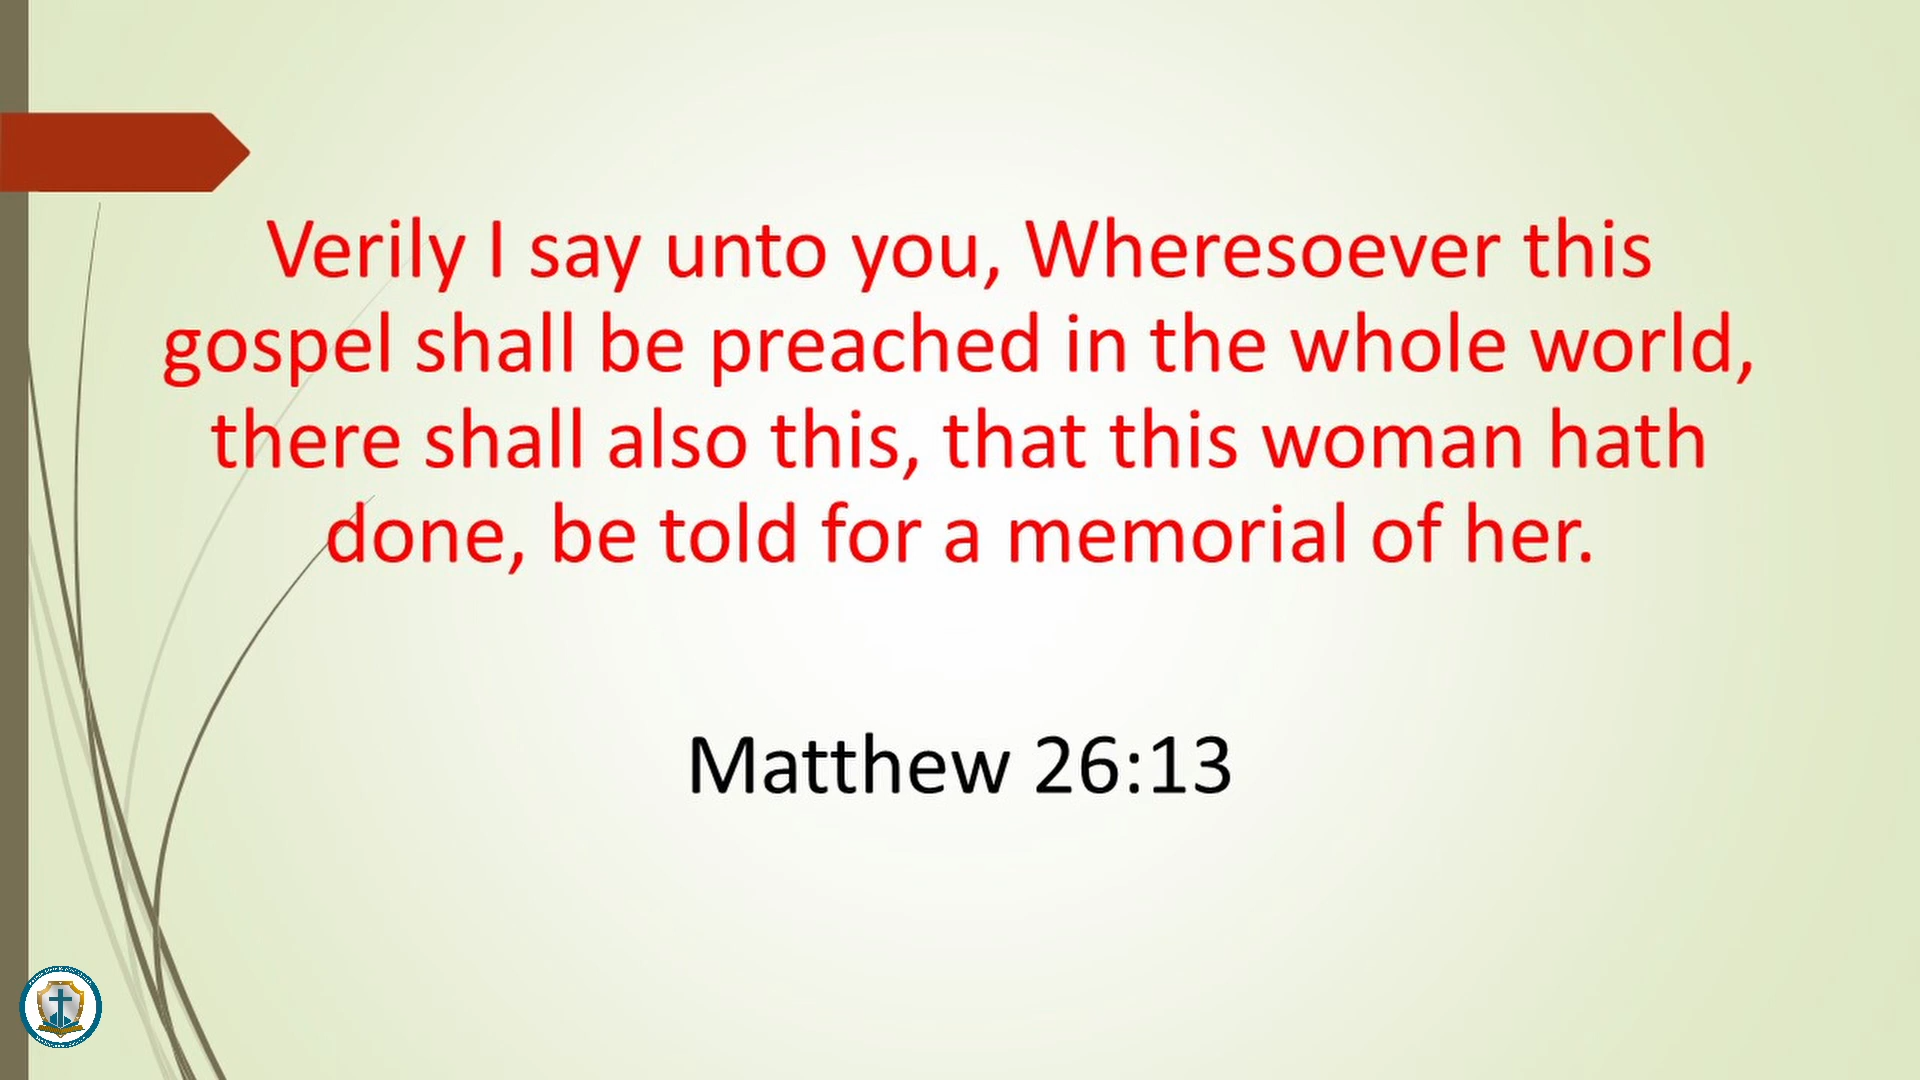 Verily I say unto you, Wheresoever this
gospel shall be preached in the whole world,
there shall also this, that this woman hath
done, be told for a memorial of her.
Matthew 26:13